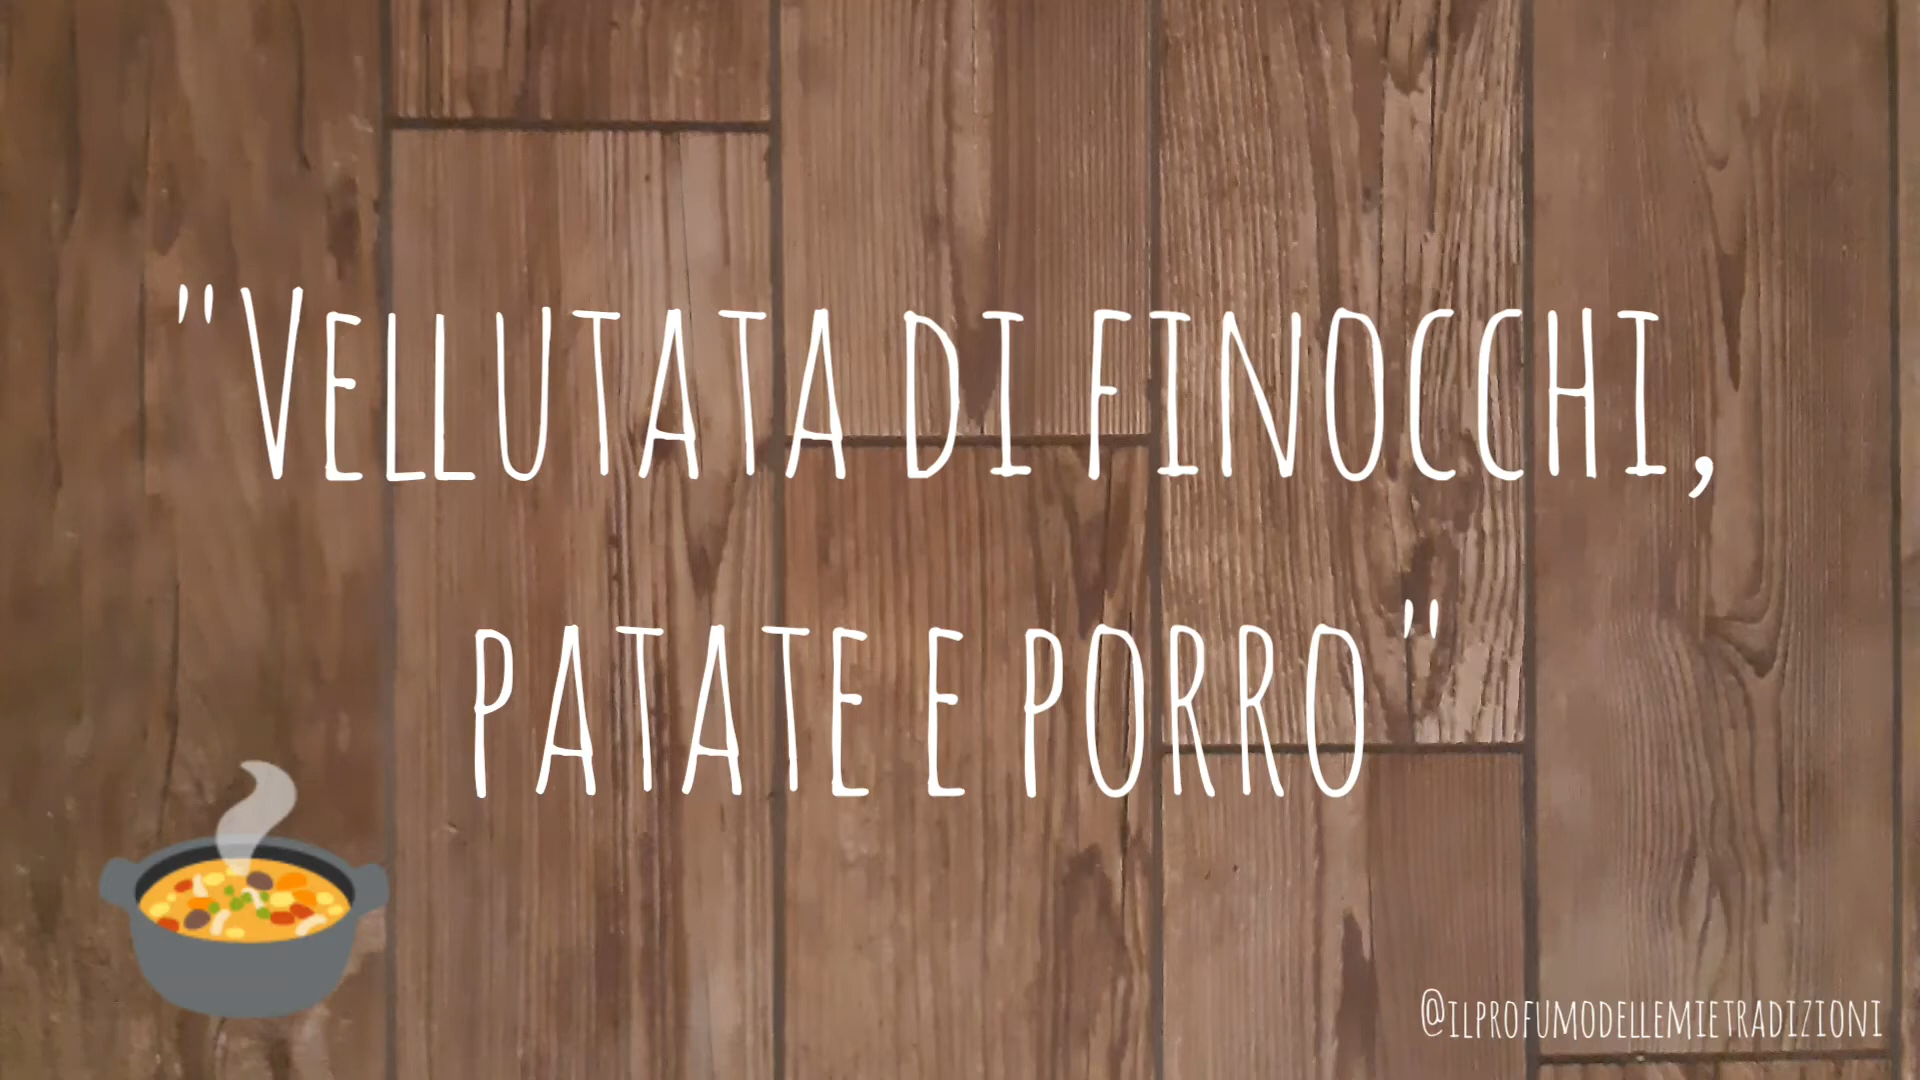 "Vellutata di finocchi,
patate e porro"
@ilprofumodellemietradizioni